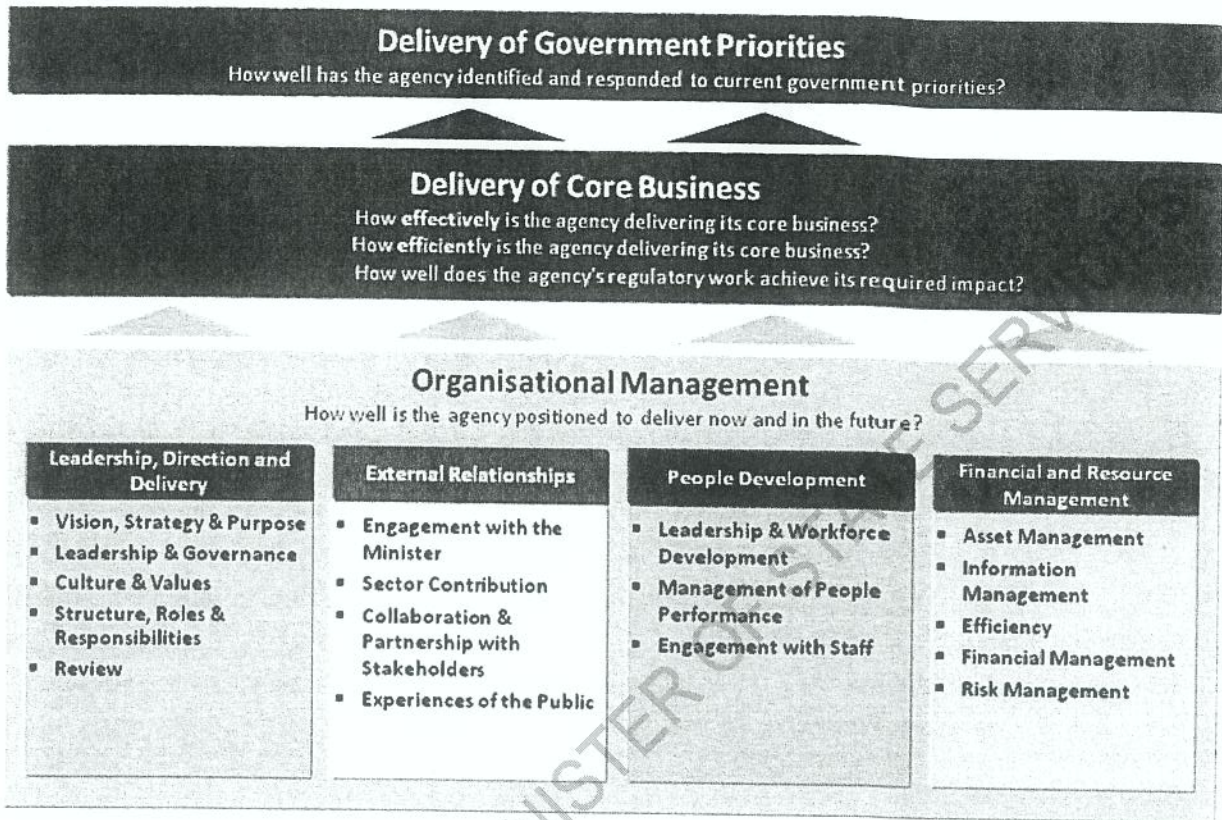 Delivery of Government Priorities
How well has the agency identified and responded to current government priorities?
Delivery of Core Business
How effectively is the agency delivering its core business?
How efficiently is the agency delivering its core business?
How well does the agency's regulatory work achieve its required impact?
Organisational Management
How well is the agency positioned to deliver now and in the future?
Leadership, Direction and
Delivery
▪ Vision, Strategy & Purpose
▪ Leadership & Governance
▪ Culture & Values
▪ Structure, Roles &
Responsibilities
▪ Review
External Relationships
▪ Engagement with the
Minister
▪ Sector Contribution
▪ Collaboration &
Partnership with
Stakeholders
▪ Experiences of the Public
People Development
▪ Leadership & Workforce
Development
▪ Management of People
Performance
▪ Engagement with Staff
Financial and Resource
Management
▪ Asset Management
▪ Information
Management
▪ Efficiency
▪ Financial Management
▪ Risk Management
OF STATE